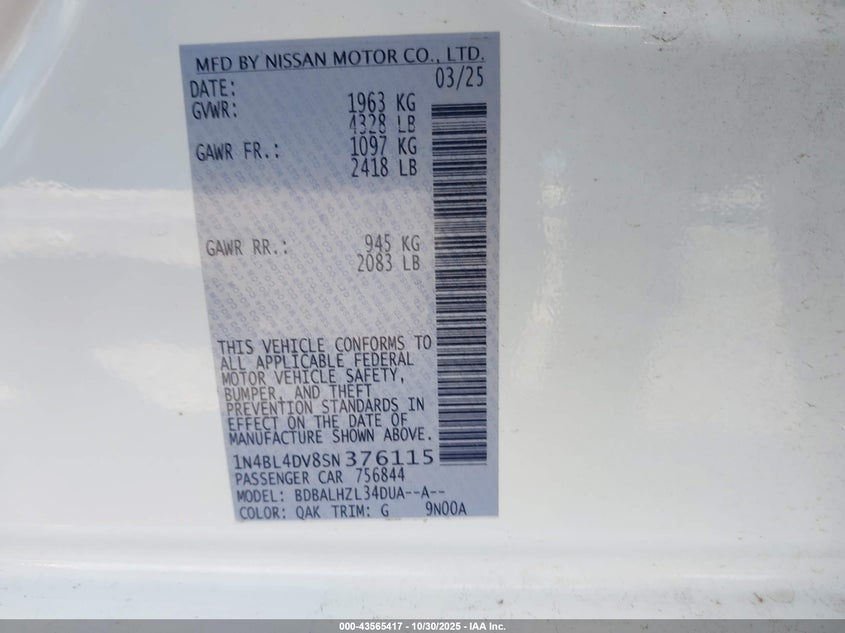 MFD BY NISSAN MOTOR CO., LTD.
DATE: 03/25
GVWR: 1963 KG
4328 LB
GAWR FR.: 1097 KG
2418 LB
GAWR RR.: 945 KG
2083 LB
THIS VEHICLE CONFORMS TO
ALL APPLICABLE FEDERAL
MOTOR VEHICLE SAFETY,
BUMPER, AND THEFT
PREVENTION STANDARDS IN
EFFECT ON THE DATE OF
MANUFACTURE SHOWN ABOVE.
1N4BL4DV8SN376115
PASSENGER CAR 756844
MODEL: BDBALHZL34DUA--A--
COLOR: QAK TRIM: G 9N00A
000-43565417 - 10/30/2025 - IAA Inc.